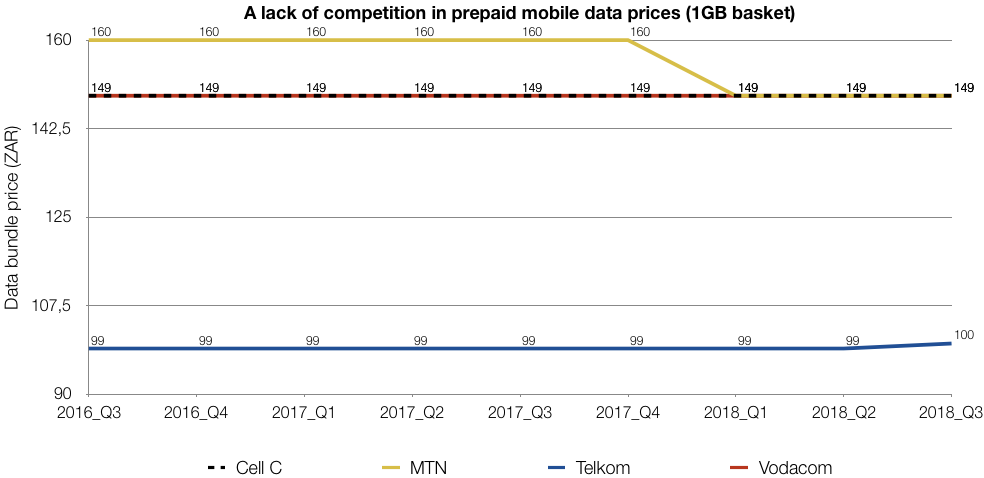 A lack of competition in prepaid mobile data prices (1GB basket)
160 160 160 160 160 160
160
149 149 149 149 149 149 149 149 149
142,5
125
107,5
99 99 99 99 99 99 99 99 100
90
Data bundle price (ZAR)
2016_Q3 2016_Q4 2017_Q1 2017_Q2 2017_Q3 2017_Q4 2018_Q1 2018_Q2 2018_Q3
Cell C MTN Telkom Vodacom